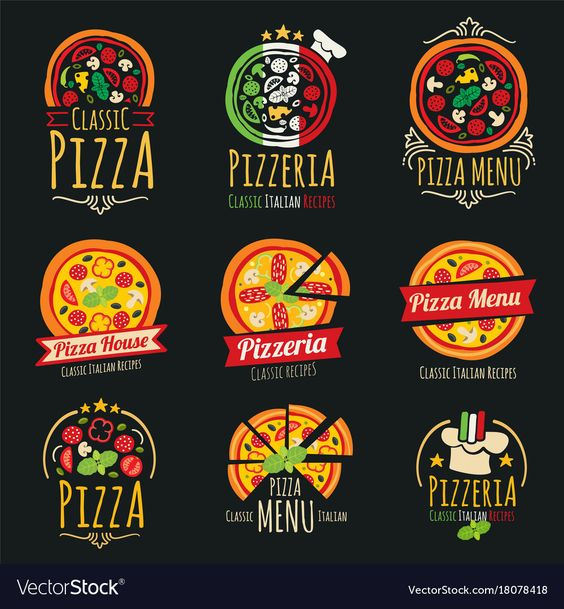 CLASSIC
PIZZA
PIZZERIA
CLASSIC ITALIAN RECIPES
PIZZA MENU
Pizza House
CLASSIC ITALIAN RECIPES
Pizzeria
CLASSIC RECIPES
Pizza Menu
CLASSIC ITALIAN RECIPES
PIZZA
PIZZA
CLASSIC MENU ITALIAN
PIZZERIA
CLASSIC ITALIAN RECIPES
VectorStock®
VectorStock.com/18078418